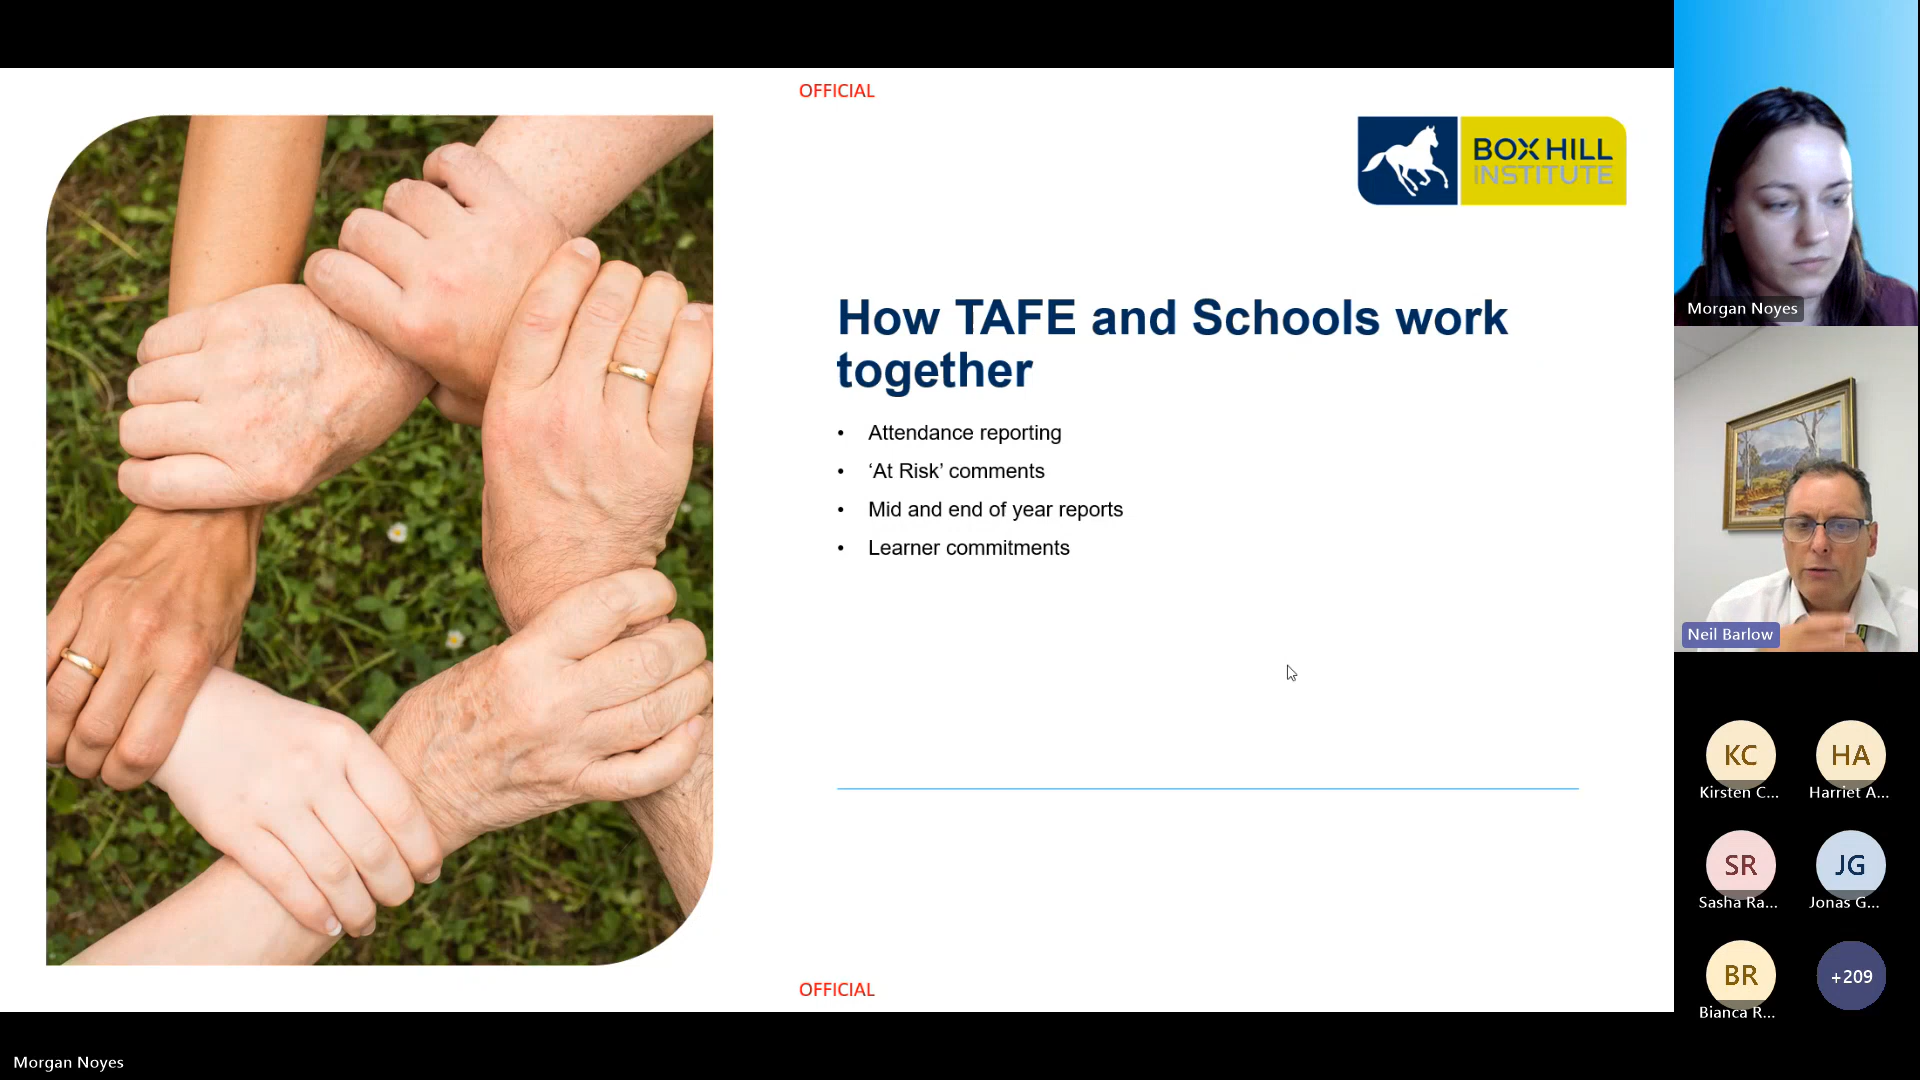 OFFICIAL
BOX HILL
INSTITUTE
How TAFE and Schools work
together
• Attendance reporting
• ‘At Risk’ comments
• Mid and end of year reports
• Learner commitments
OFFICIAL
Morgan Noyes
Neil Barlow
KC
Kirsten C...
HA
Harriet A...
SR
Sasha Ra...
JG
Jonas G...
BR
Bianca R...
+209
Morgan Noyes